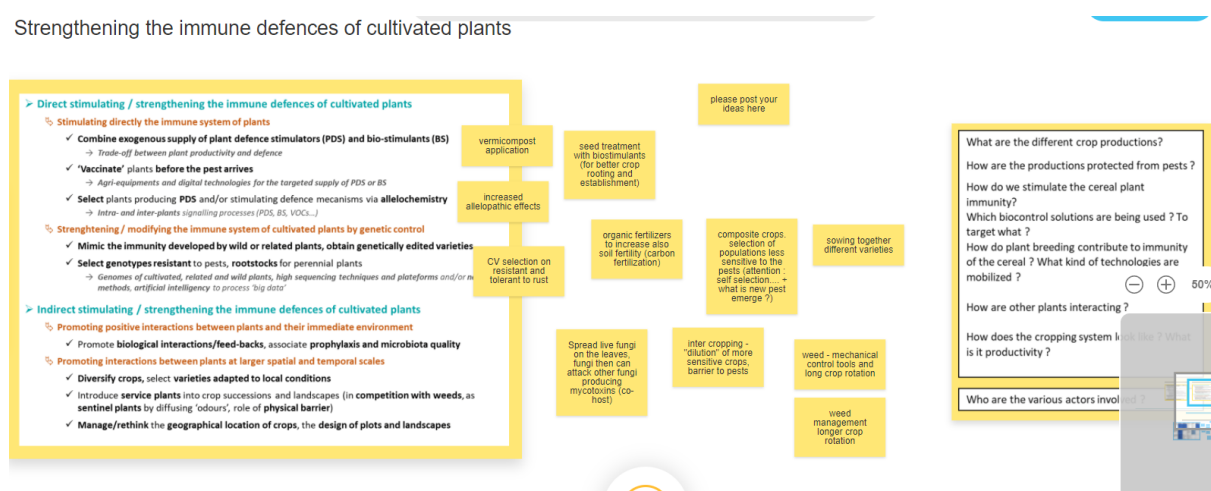 Strengthening the immune defences of cultivated plants
➢ Direct stimulating / strengthening the immune defences of cultivated plants
Stimulating directly the immune system of plants
✓ Combine exogenous supply of plant defence stimulators (PDS) and bio-stimulants (BS)
→ Trade-off between plant productivity and defence
✓ 'Vaccinate' plants before the pest arrives
→ Agri-equipments and digital technologies for the targeted supply of PDS or BS
✓ Select plants producing PDS and/or stimulating defence mecanisms via allelochemistry
→ Intra- and inter-plants signalling processes (PDS, BS, VOCs...)
Strenghtening / modifying the immune system of cultivated plants by genetic control
✓ Mimic the immunity developed by wild or related plants, obtain genetically edited varieties
✓ Select genotypes resistant to pests, rootstocks for perennial plants
→ Genomes of cultivated, related and wild plants, high sequencing techniques and plateforms and/or
methods, artificial intelligency to process 'big data'
➢ Indirect stimulating / strengthening the immune defences of cultivated plants
Promoting positive interactions between plants and their immediate environment
✓ Promote biological interactions/feed-backs, associate prophylaxis and microbiota quality
Promoting interactions between plants at larger spatial and temporal scales
✓ Diversify crops, select varieties adapted to local conditions
✓ Introduce service plants into crop successions and landscapes (in competition with weeds, as
sentinel plants by diffusing 'odours', role of physical barrier)
✓ Manage/rethink the geographical location of crops, the design of plots and landscapes
vermicompost
application
increased
allelopathic effects
CV selection on
resistant and
tolerant to rust
seed treatment
with biostimulants
(for better crop
rooting and
establishment)
organic fertilizers
to increase also
soil fertility (carbon
fertilization)
Spread live fungi
on the leaves,
fungi then can
attack other fungi
producing
mycotoxins (co-
host)
please post your
ideas here
composite crops.
selection of
populations less
sensitive to the
pests (attention :
self selection.... +
what is new pest
emerge ?)
inter cropping -
"dilution" of more
sensitive crops,
barrier to pests
sowing together
different varieties
weed - mechanical
control tools and
long crop rotation
weed
management
longer crop
rotation
What are the different crop productions?
How are the productions protected from pests ?
How do we stimulate the cereal plant
immunity?
Which biocontrol solutions are being used ? To
target what ?
How do plant breeding contribute to immunity
of the cereal ? What kind of technologies are
mobilized ?
How are other plants interacting ?
How does the cropping system look like ? What
is it productivity ?
Who are the various actors involved ?
50%